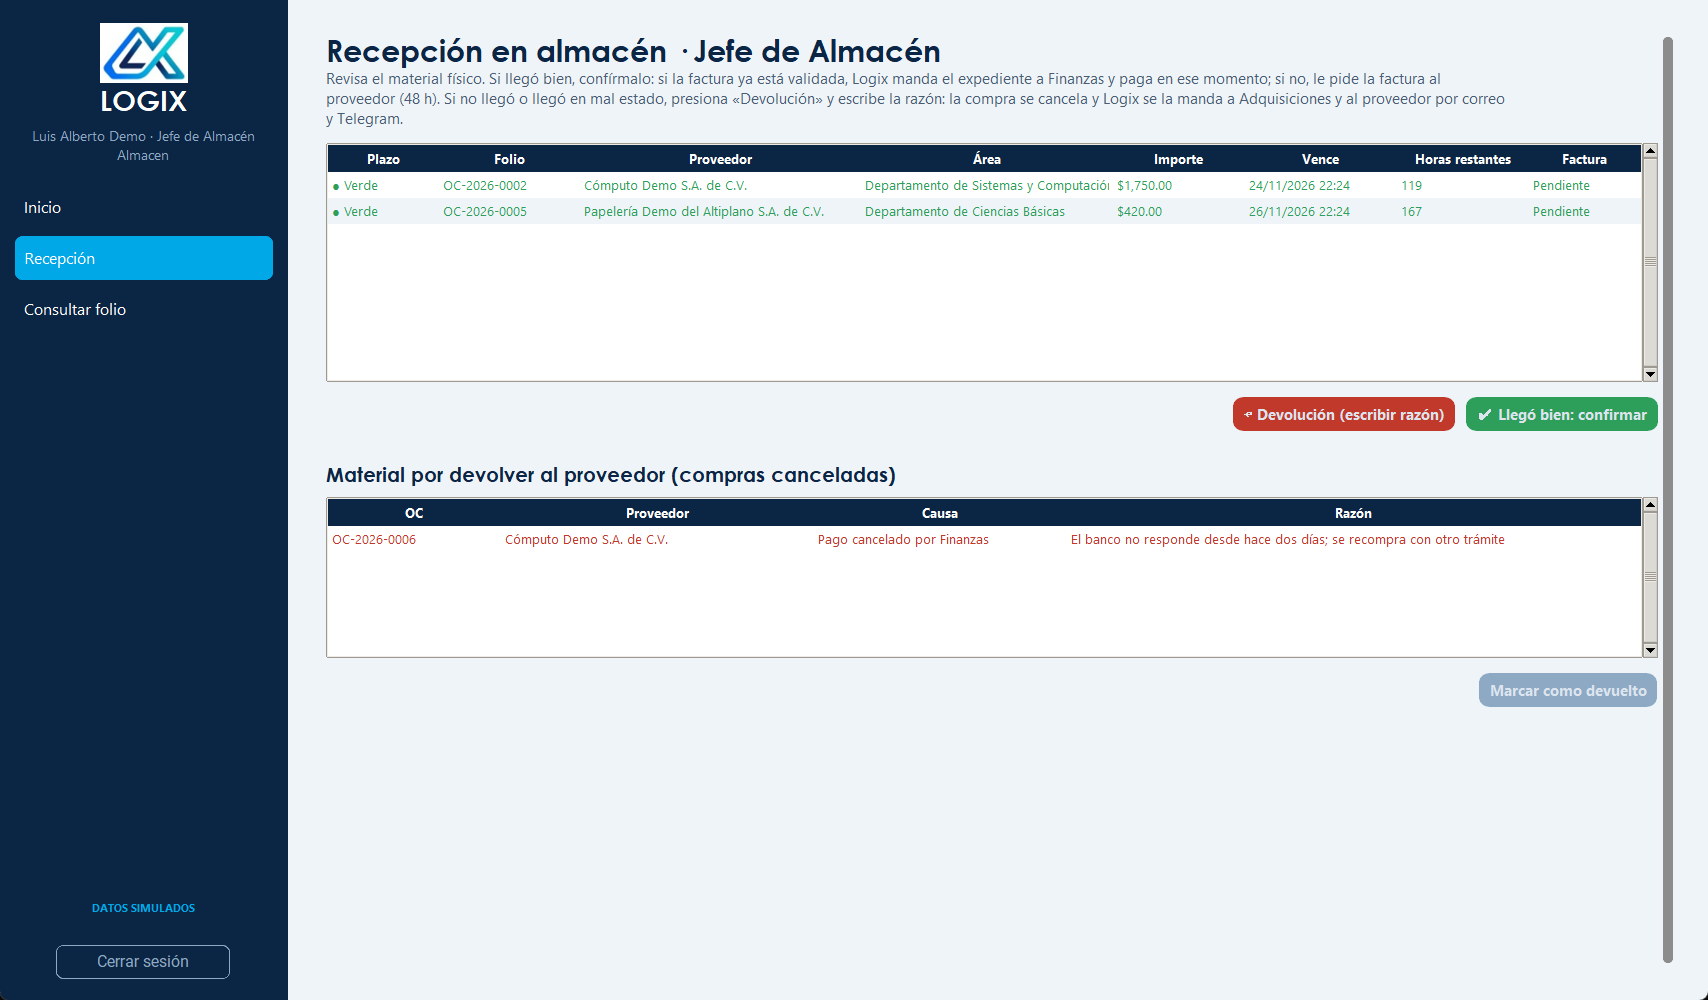 LOGIX
Luis Alberto Demo · Jefe de Almacén
Almacen
Inicio
Recepción
Consultar folio
DATOS SIMULADOS
Cerrar sesión
Recepción en almacén · Jefe de Almacén
Revisa el material físico. Si llegó bien, confírmalo: si la factura ya está validada, Logix manda el expediente a Finanzas y paga en ese momento; si no, le pide la factura al
proveedor (48 h). Si no llegó o llegó en mal estado, presiona «Devolución» y escribe la razón: la compra se cancela y Logix se la manda a Adquisiciones y al proveedor por correo
y Telegram.
Plazo Folio Proveedor Área Importe Vence Horas restantes Factura
● Verde OC-2026-0002 Cómputo Demo S.A. de C.V. Departamento de Sistemas y Computación $1,750.00 24/11/2026 22:24 119 Pendiente
● Verde OC-2026-0005 Papelería Demo del Altiplano S.A. de C.V. Departamento de Ciencias Básicas $420.00 26/11/2026 22:24 167 Pendiente
Devolución (escribir razón) ✔ Llegó bien: confirmar
Material por devolver al proveedor (compras canceladas)
OC Proveedor Causa Razón
OC-2026-0006 Cómputo Demo S.A. de C.V. Pago cancelado por Finanzas El banco no responde desde hace dos días; se recompra con otro trámite
Marcar como devuelto